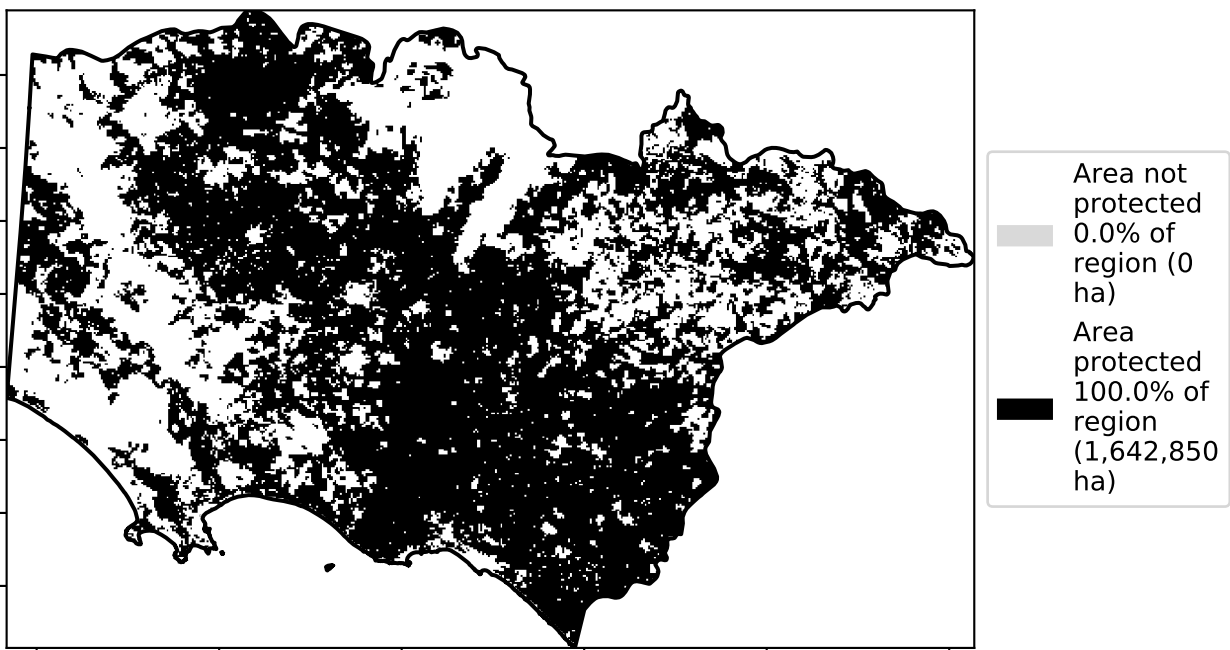 Area not
protected
0.0% of
region (0
ha)
Area
protected
100.0% of
region
(1,642,850
ha)